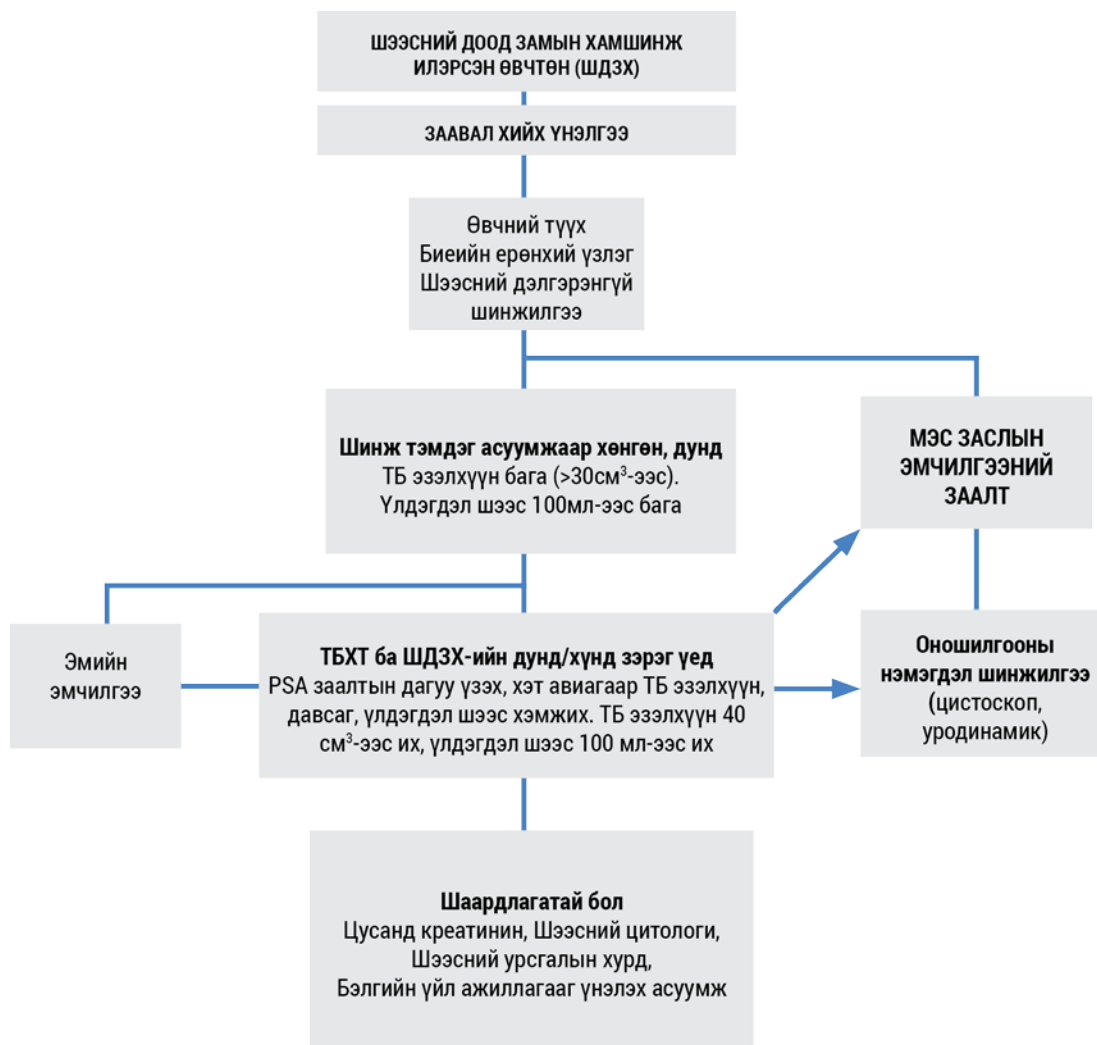 ШЭЭСНИЙ ДООД ЗАМЫН ХАМШИНЖ
ИЛЭРСЭН ӨВЧТӨН (ШДЗХ)
ЗААВАЛ ХИЙХ ҮНЭЛГЭЭ
Өвчний түүх
Биеийн ерөнхий үзлэг
Шээсний дэлгэрэнгүй
шинжилгээ
Шинж тэмдэг асуумжаар хөнгөн, дунд
ТБ эзэлхүүн бага (>30см³-ээс).
Үлдэгдэл шээс 100мл-ээс бага
МЭС ЗАСЛЫН
ЭМЧИЛГЭЭНИЙ
ЗААЛТ
Эмийн
эмчилгээ
ТБХТ ба ШДЗХ-ийн дунд/хүнд зэрэг үед
PSA заалтын дагуу үзэх, хэт авиагаар ТБ эзэлхүүн,
давсаг, үлдэгдэл шээс хэмжих. ТБ эзэлхүүн 40
см³-ээс их, үлдэгдэл шээс 100 мл-ээс их
Оношилгооны
нэмэгдэл шинжилгээ
(цистоскоп,
уродинамик)
Шаардлагатай бол
Цусанд креатинин, Шээсний цитологи,
Шээсний урсгалын хурд,
Бэлгийн үйл ажиллагааг үнэлэх асуумж